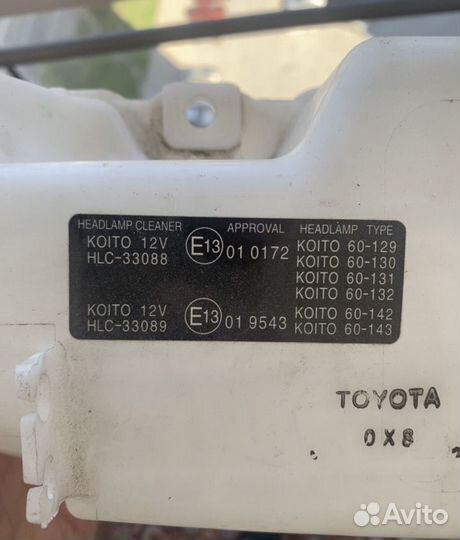 HEADLAMP CLEANER APPROVAL HEADLAMP TYPE
KOITO 12V E13 01 0172 KOITO 60-129
HLC-33088 KOITO 60-130
KOITO 60-131
KOITO 60-132
KOITO 12V E13 01 9543 KOITO 60-142
HLC-33089 KOITO 60-143
TOYOTA
0X8
Avito